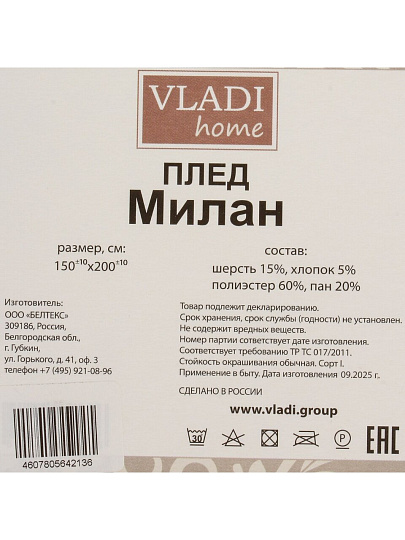 VLADI
home
ПЛЕД
Милан
размер, см:
150±10х200±10
состав:
шерсть 15%, хлопок 5%
полиэстер 60%, пан 20%
Изготовитель:
ООО «БЕЛТЕКС»
309186, Россия,
Белгородская обл.,
г. Губкин,
ул. Горького, д. 41, оф. 3
телефон +7 (495) 921-08-96
Товар подлежит декларированию.
Срок хранения, срок службы (годности) не установлен.
Не содержит вредных веществ.
Номер партии сответствует дате изготовления.
Соответствует требованию ТР ТС 017/2011.
Стойкость окрашивания обычная. Сорт I.
Применение в быту. Дата изготовления 09.2025 г.
СДЕЛАНО В РОССИИ
www.vladi.group
30
P
EAC
4607805642136